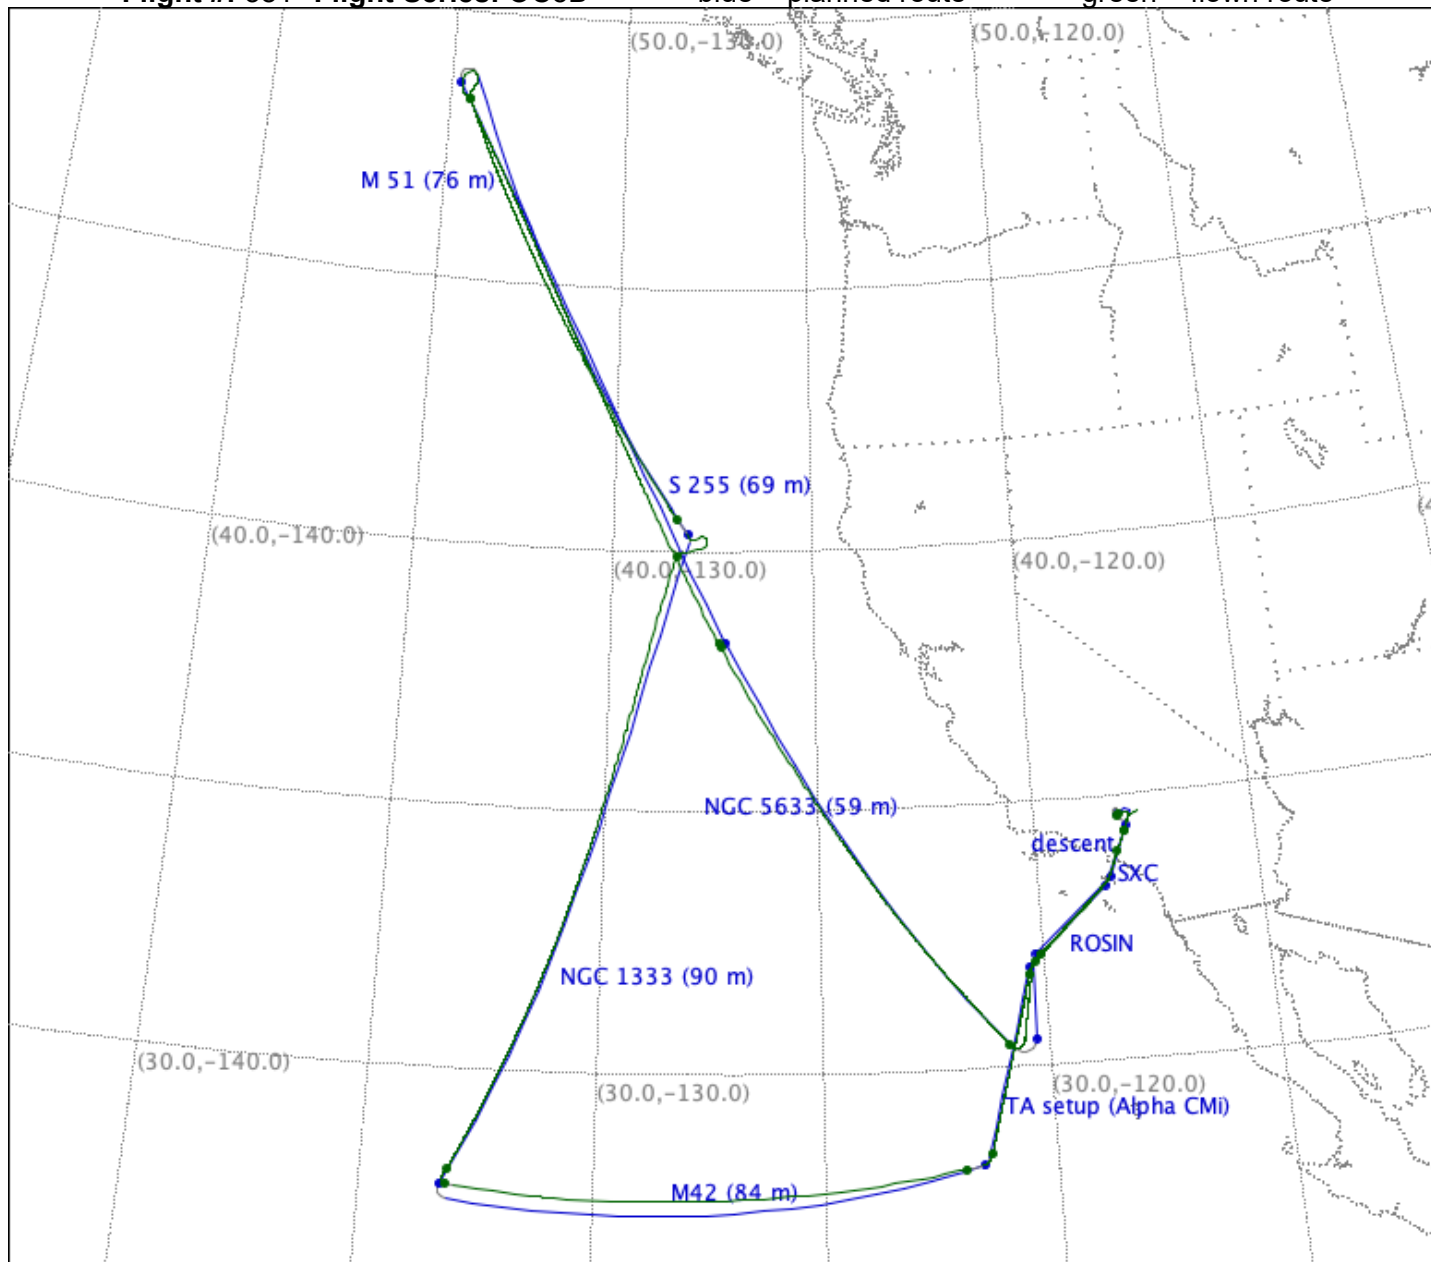 (50.0,-130.0)
(50.0,-120.0)
M 51 (76 m)
S 255 (69 m)
(40.0,-140.0)
(40.0,-130.0)
(40.0,-120.0)
NGC 5633 (59 m)
descent
SXC
ROSIN
NGC 1333 (90 m)
(30.0,-140.0)
(30.0,-130.0)
(30.0,-120.0)
TA setup (Alpha CMi)
M42 (84 m)